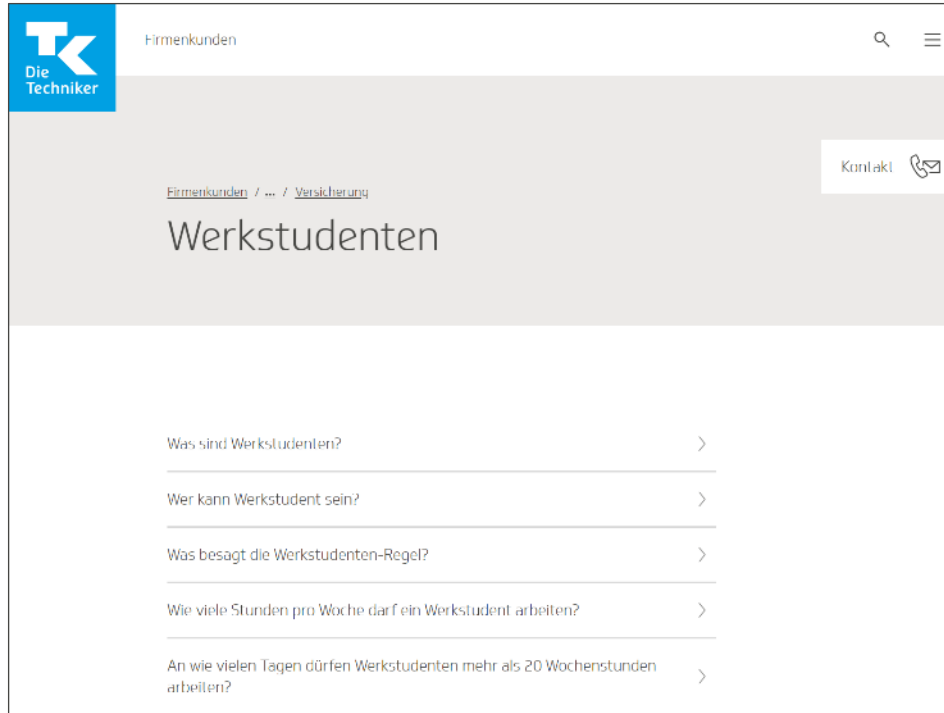 Die
Techniker
Firmenkunden
Kontakt
Firmenkunden / ... / Versicherung
Werkstudenten
Was sind Werkstudenten?
Wer kann Werkstudent sein?
Was besagt die Werkstudenten-Regel?
Wie viele Stunden pro Woche darf ein Werkstudent arbeiten?
An wie vielen Tagen dürfen Werkstudenten mehr als 20 Wochenstunden
arbeiten?